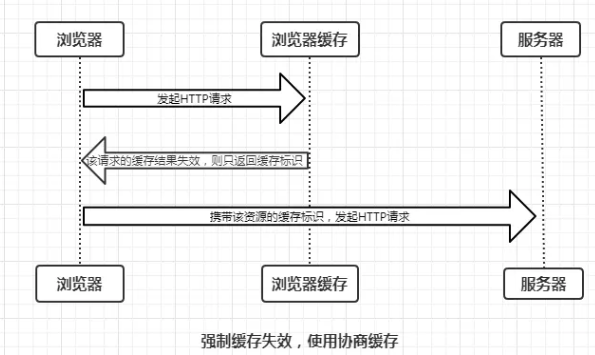 浏览器 浏览器缓存 服务器
发起HTTP请求
该请求的缓存结果失效，则只返回缓存标识
携带该资源的缓存标识，发起HTTP请求
浏览器 浏览器缓存 服务器
强制缓存失效，使用协商缓存